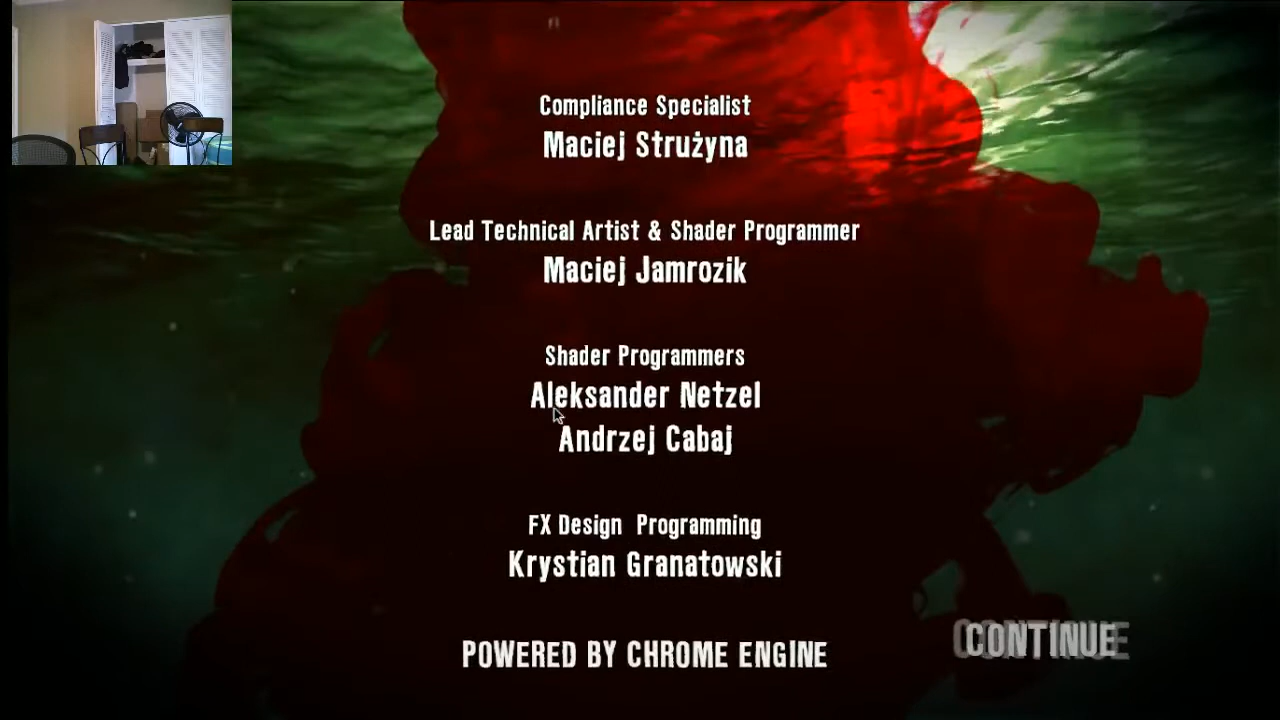 Compliance Specialist
Maciej Strużyna
Lead Technical Artist & Shader Programmer
Maciej Jamrozik
Shader Programmers
Aleksander Netzel
Andrzej Cabaj
FX Design Programming
Krystian Granatowski
POWERED BY CHROME ENGINE
CONTINUE